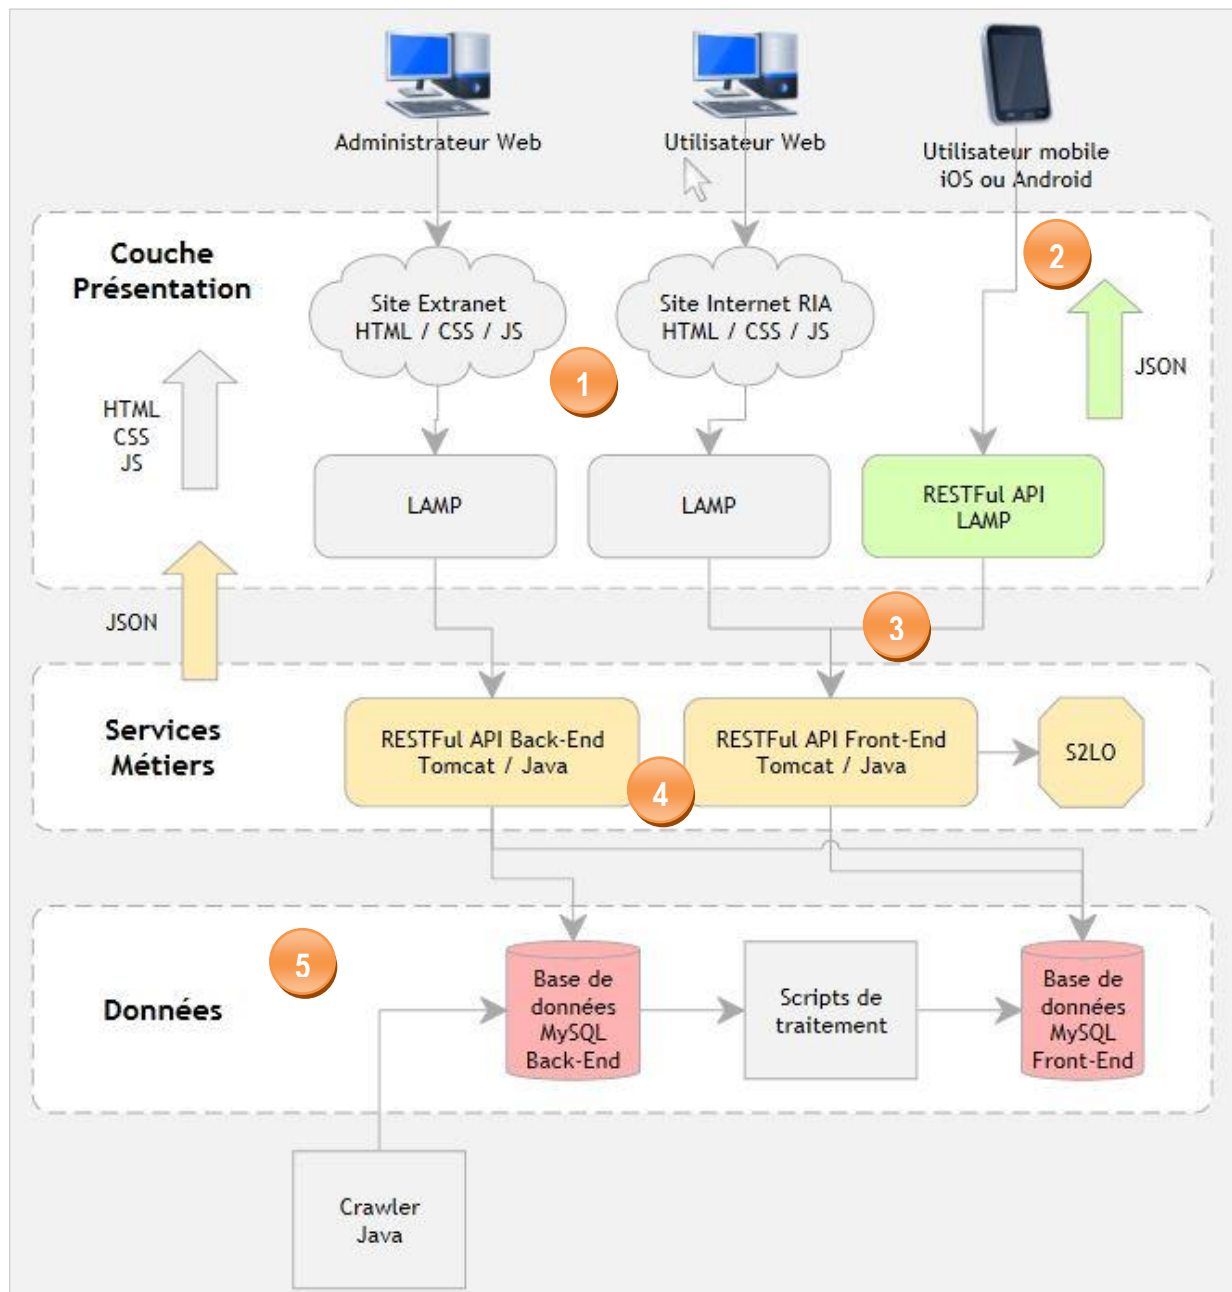 Administrateur Web
Utilisateur Web
Utilisateur mobile
iOS ou Android
Couche
Présentation
2
Site Extranet
HTML / CSS / JS
Site Internet RIA
HTML / CSS / JS
1
JSON
HTML
CSS
JS
LAMP
LAMP
RESTFul API
LAMP
JSON
3
Services
Métiers
RESTFul API Back-End
Tomcat / Java
RESTFul API Front-End
Tomcat / Java
S2LO
4
5
Données
Base de
données
MySQL
Back-End
Scripts de
traitement
Base de
données
MySQL
Front-End
Crawler
Java